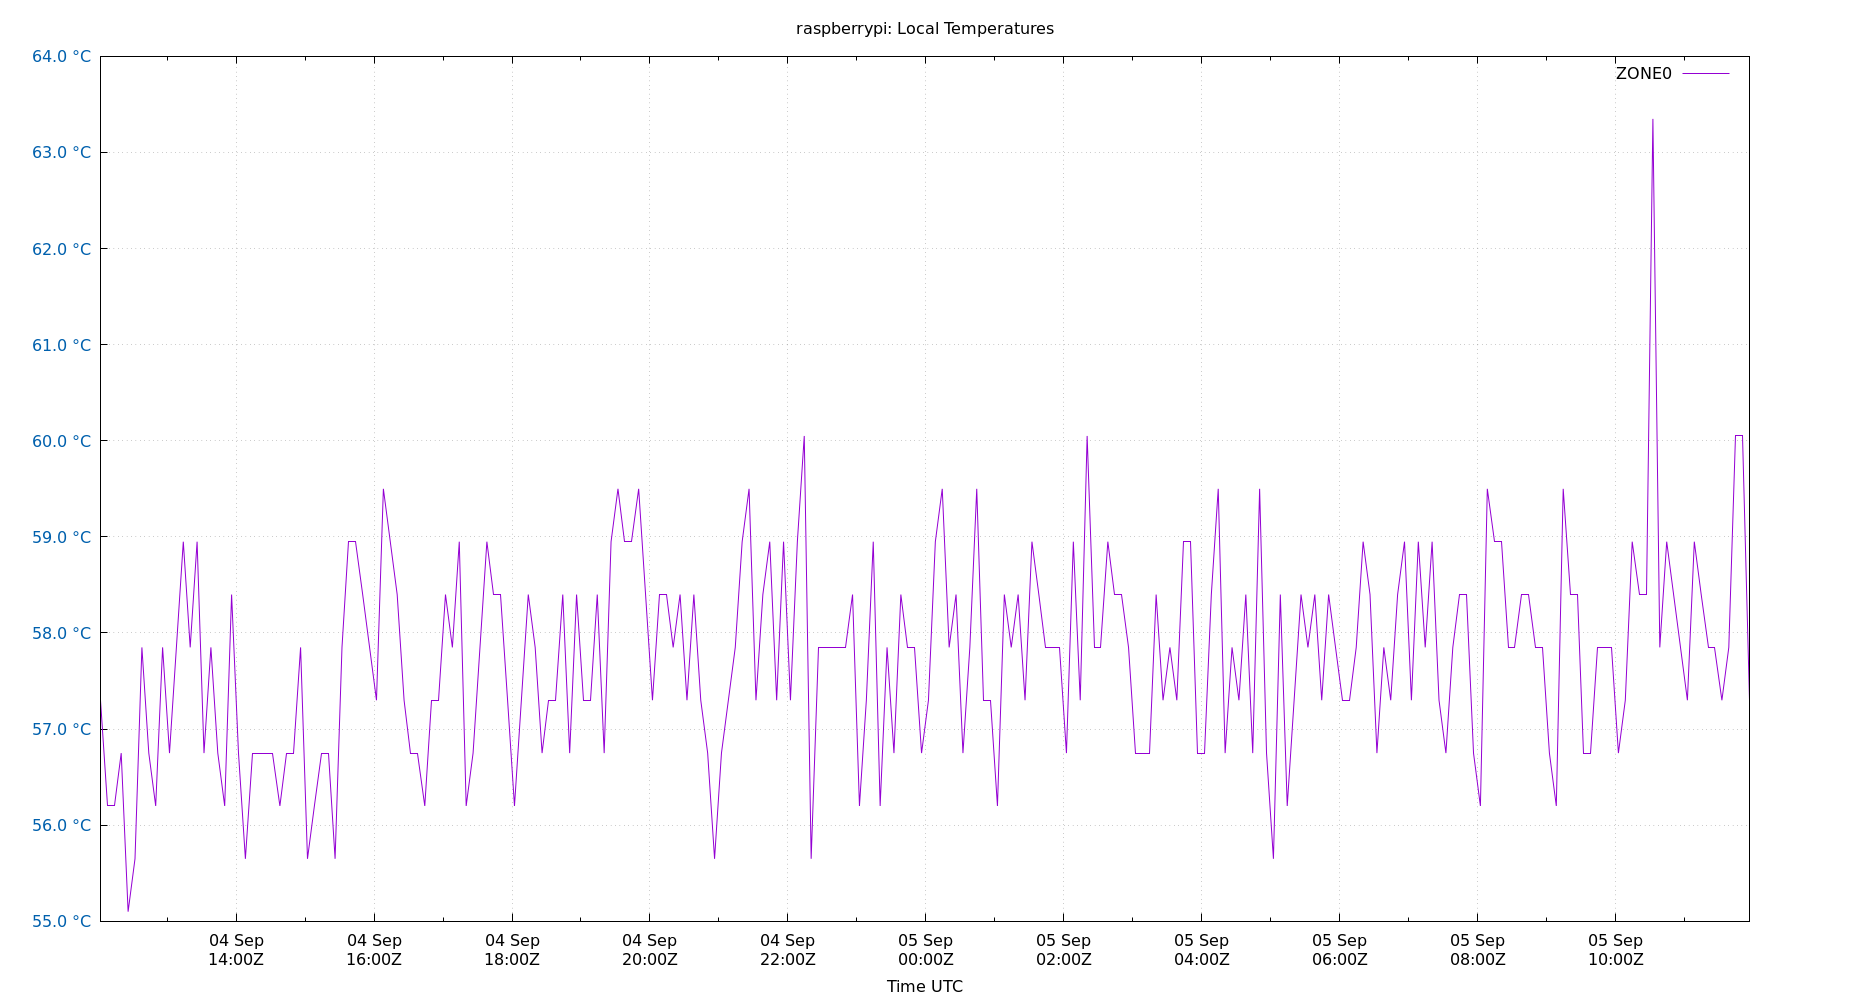 raspberrypi: Local Temperatures
64.0 °C
ZONE0
63.0 °C
62.0 °C
61.0 °C
60.0 °C
59.0 °C
58.0 °C
57.0 °C
56.0 °C
55.0 °C
04 Sep 04 Sep 04 Sep 04 Sep 04 Sep 05 Sep 05 Sep 05 Sep 05 Sep 05 Sep 05 Sep
14:00Z 16:00Z 18:00Z 20:00Z 22:00Z 00:00Z 02:00Z 04:00Z 06:00Z 08:00Z 10:00Z
Time UTC